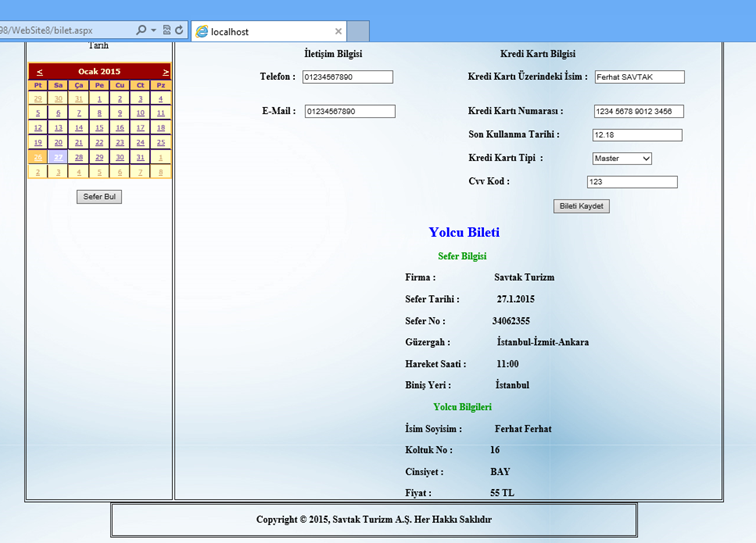 98/WebSite8/bilet.aspx
localhost
Tarih
< Ocak 2015 >
Pt Sa Ça Pe Cu Ct Pz
29 30 31 1 2 3 4
5 6 7 8 9 10 11
12 13 14 15 16 17 18
19 20 21 22 23 24 25
26 27 28 29 30 31 1
2 3 4 5 6 7 8
Sefer Bul
İletişim Bilgisi
Telefon : 01234567890
E-Mail : 01234567890
Kredi Kartı Bilgisi
Kredi Kartı Üzerindeki İsim : Ferhat SAVTAK
Kredi Kartı Numarası : 1234 5678 9012 3456
Son Kullanma Tarihi : 12.18
Kredi Kartı Tipi : Master
Cvv Kod : 123
Bileti Kaydet
Yolcu Bileti
Sefer Bilgisi
Firma : Savtak Turizm
Sefer Tarihi : 27.1.2015
Sefer No : 34062355
Güzergah : İstanbul-İzmit-Ankara
Hareket Saati : 11:00
Biniş Yeri : İstanbul
Yolcu Bilgileri
İsim Soyisim : Ferhat Ferhat
Koltuk No : 16
Cinsiyet : BAY
Fiyat : 55 TL
Copyright © 2015, Savtak Turizm A.Ş. Her Hakkı Saklıdır